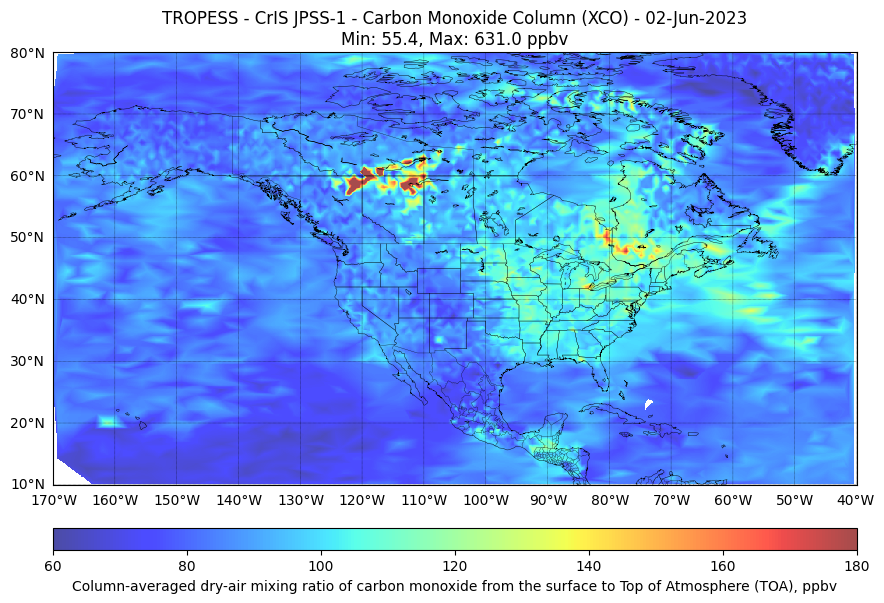 TROPESS - CrIS JPSS-1 - Carbon Monoxide Column (XCO) - 02-Jun-2023
Min: 55.4, Max: 631.0 ppbv
80°N
70°N
60°N
50°N
40°N
30°N
20°N
10°N
170°W 160°W 150°W 140°W 130°W 120°W 110°W 100°W 90°W 80°W 70°W 60°W 50°W 40°W
60 80 100 120 140 160 180
Column-averaged dry-air mixing ratio of carbon monoxide from the surface to Top of Atmosphere (TOA), ppbv